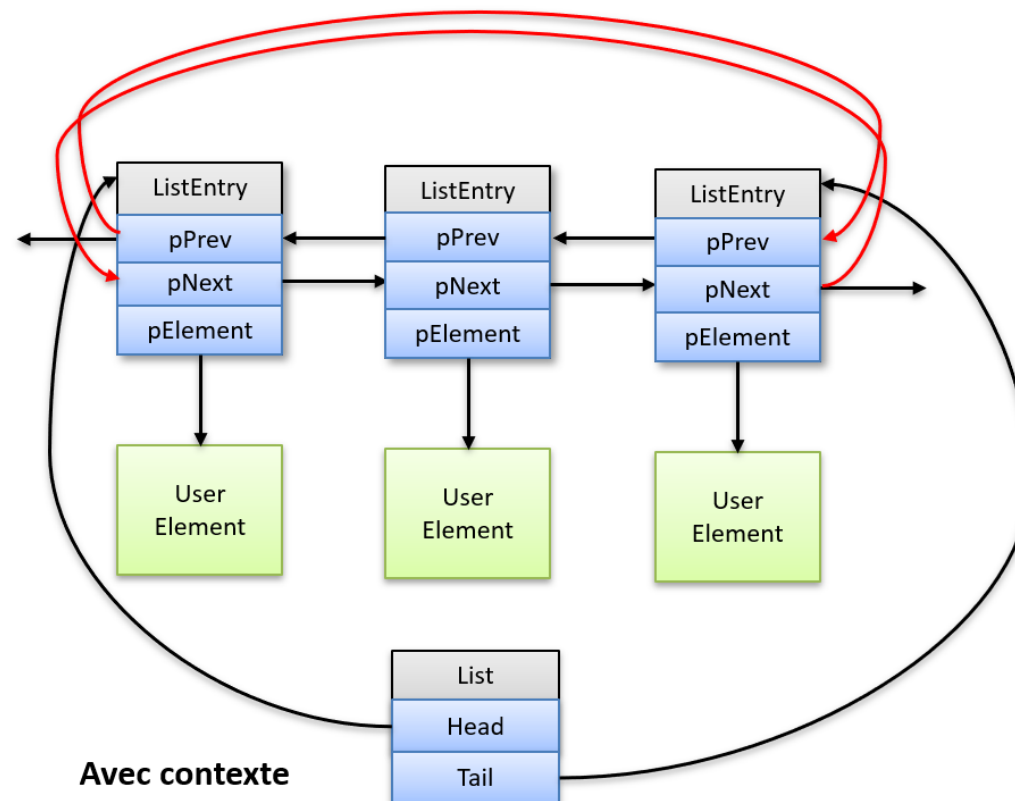 ListEntry
pPrev
pNext
pElement
ListEntry
pPrev
pNext
pElement
ListEntry
pPrev
pNext
pElement
User
Element
User
Element
User
Element
List
Head
Tail
Avec contexte